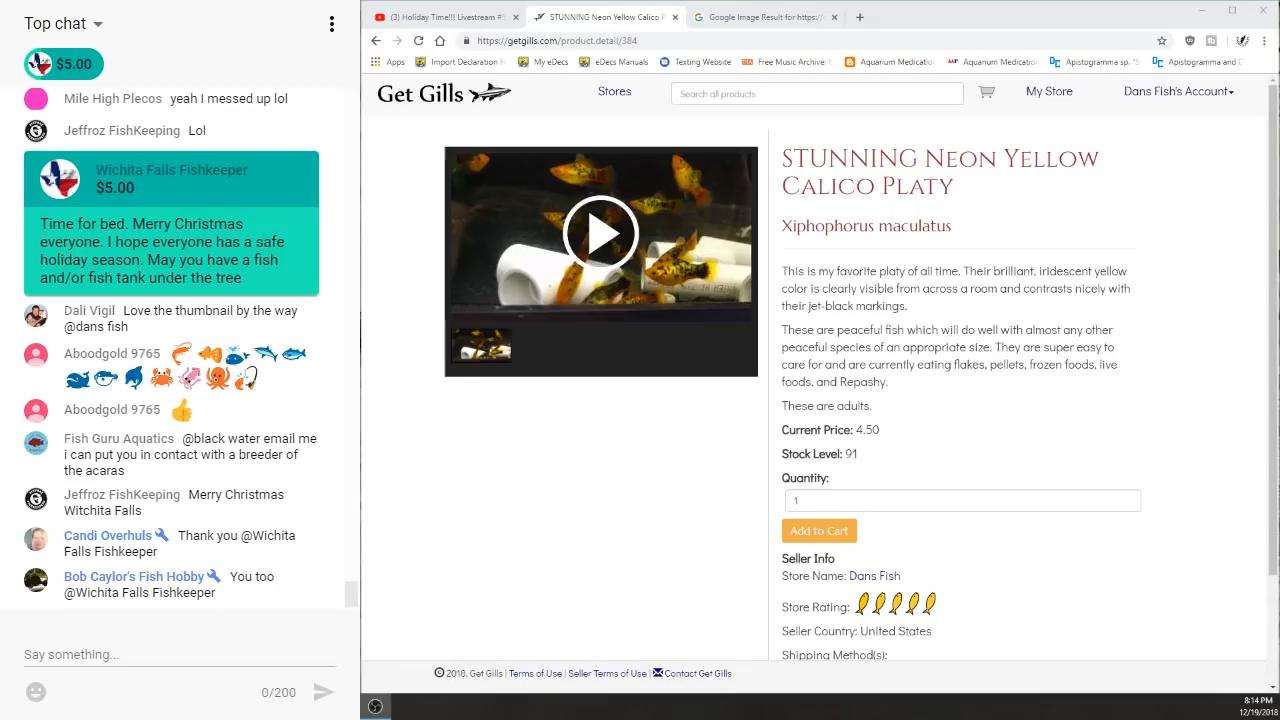 Top chat
$5.00
Mile High Plecos yeah I messed up lol
Jeffroz FishKeeping Lol
Wichita Falls Fishkeeper
$5.00
Time for bed. Merry Christmas
everyone. I hope everyone has a safe
holiday season. May you have a fish
and/or fish tank under the tree
Dali Vigil Love the thumbnail by the way
@dans fish
Aboodgold 9765
Aboodgold 9765
Fish Guru Aquatics @black water email me
i can put you in contact with a breeder of
the acaras
Jeffroz FishKeeping Merry Christmas
Witchita Falls
Candi Overhuls Thank you @Wichita
Falls Fishkeeper
Bob Caylor's Fish Hobby You too
@Wichita Falls Fishkeeper
Say something...
0/200
(3) Holiday Time!!! Livestream #
STUNNING Neon Yellow Calico P
Google Image Result for https://
https://getgills.com/product.detail/384
Apps
Import Declaration F
My eDecs
eDecs Manuals
Texting Website
Free Music Archive:
Aquarium Medicatio
Aquarium Medicatio
Apistogramma sp. "
Apistogramma and D
Get Gills
Stores
Search all products
My Store
Dans Fish's Account
STUNNING Neon Yellow
Calico Platy
Xiphophorus maculatus
This is my favorite platy of all time. Their brilliant, iridescent yellow
color is clearly visible from across a room and contrasts nicely with
their jet-black markings.
These are peaceful fish which will do well with almost any other
peaceful species of an appropriate size. They are super easy to
care for and are currently eating flakes, pellets, frozen foods, live
foods, and Repashy.
These are adults.
Current Price: 4.50
Stock Level: 91
Quantity:
1
Add to Cart
Seller Info
Store Name: Dans Fish
Store Rating:
Seller Country: United States
Shipping Method(s):
© 2018, Get Gills | Terms of Use | Seller Terms of Use | Contact Get Gills
8:14 PM
12/19/2018